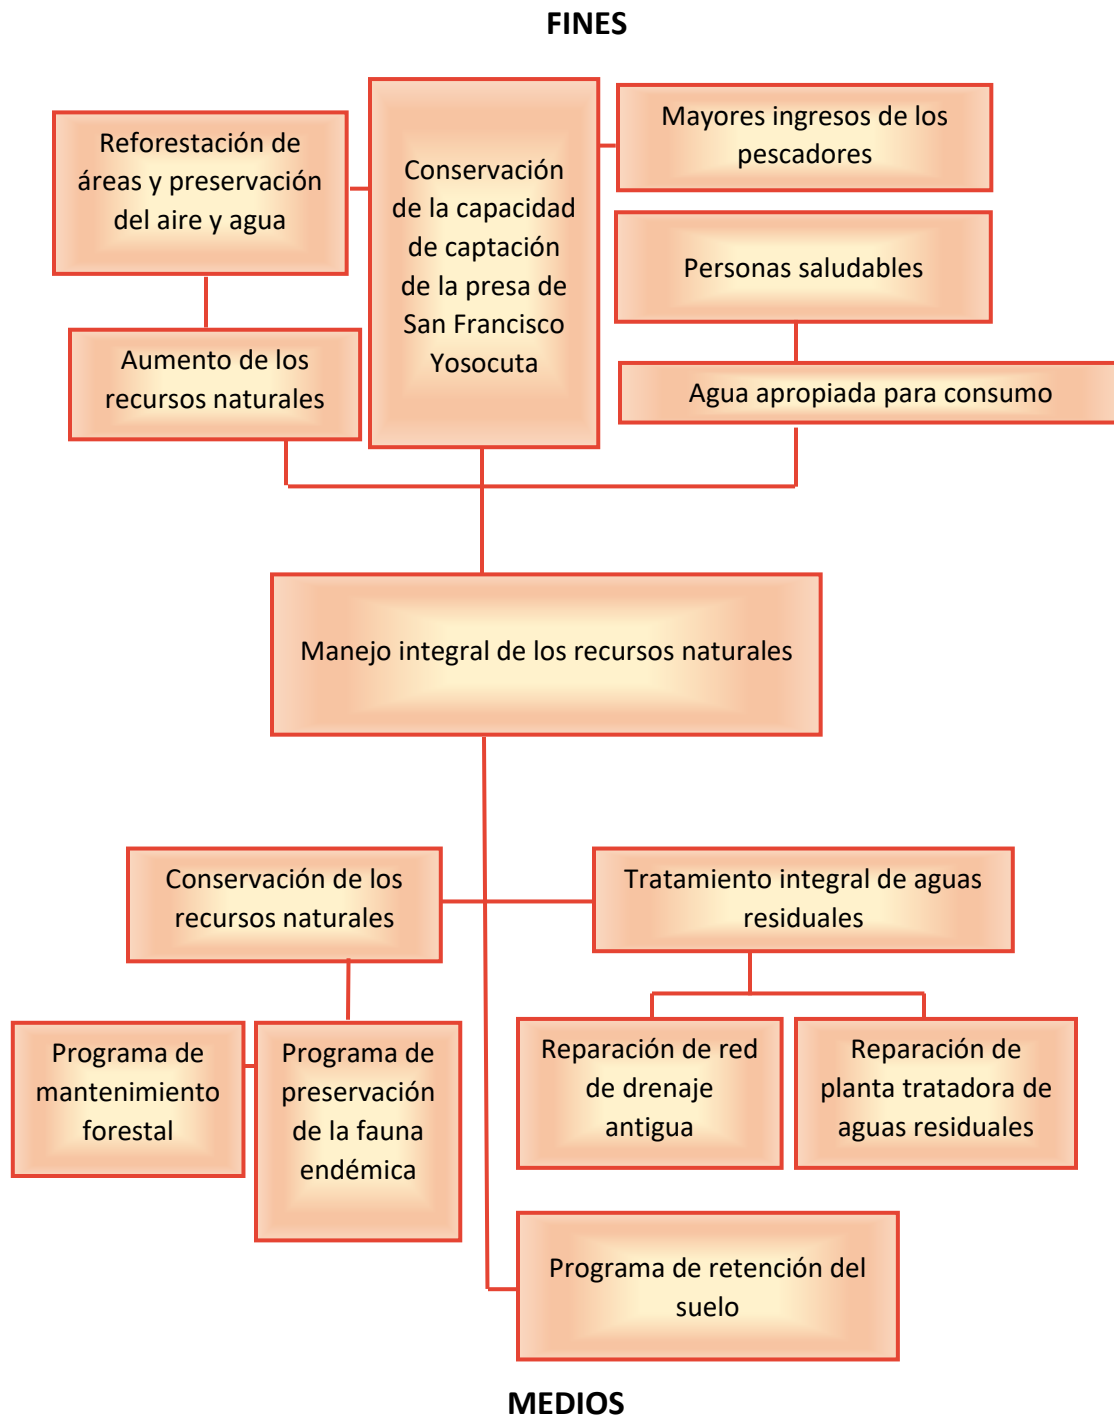 FINES
Reforestación de
áreas y preservación
del aire y agua
Conservación
de la capacidad
de captación
de la presa de
San Francisco
Yosocuta
Mayores ingresos de los
pescadores
Personas saludables
Aumento de los
recursos naturales
Agua apropiada para consumo
Manejo integral de los recursos naturales
Conservación de los
recursos naturales
Tratamiento integral de aguas
residuales
Programa de
mantenimiento
forestal
Programa de
preservación
de la fauna
endémica
Reparación de red
de drenaje
antigua
Reparación de
planta tratadora de
aguas residuales
Programa de retención del
suelo
MEDIOS